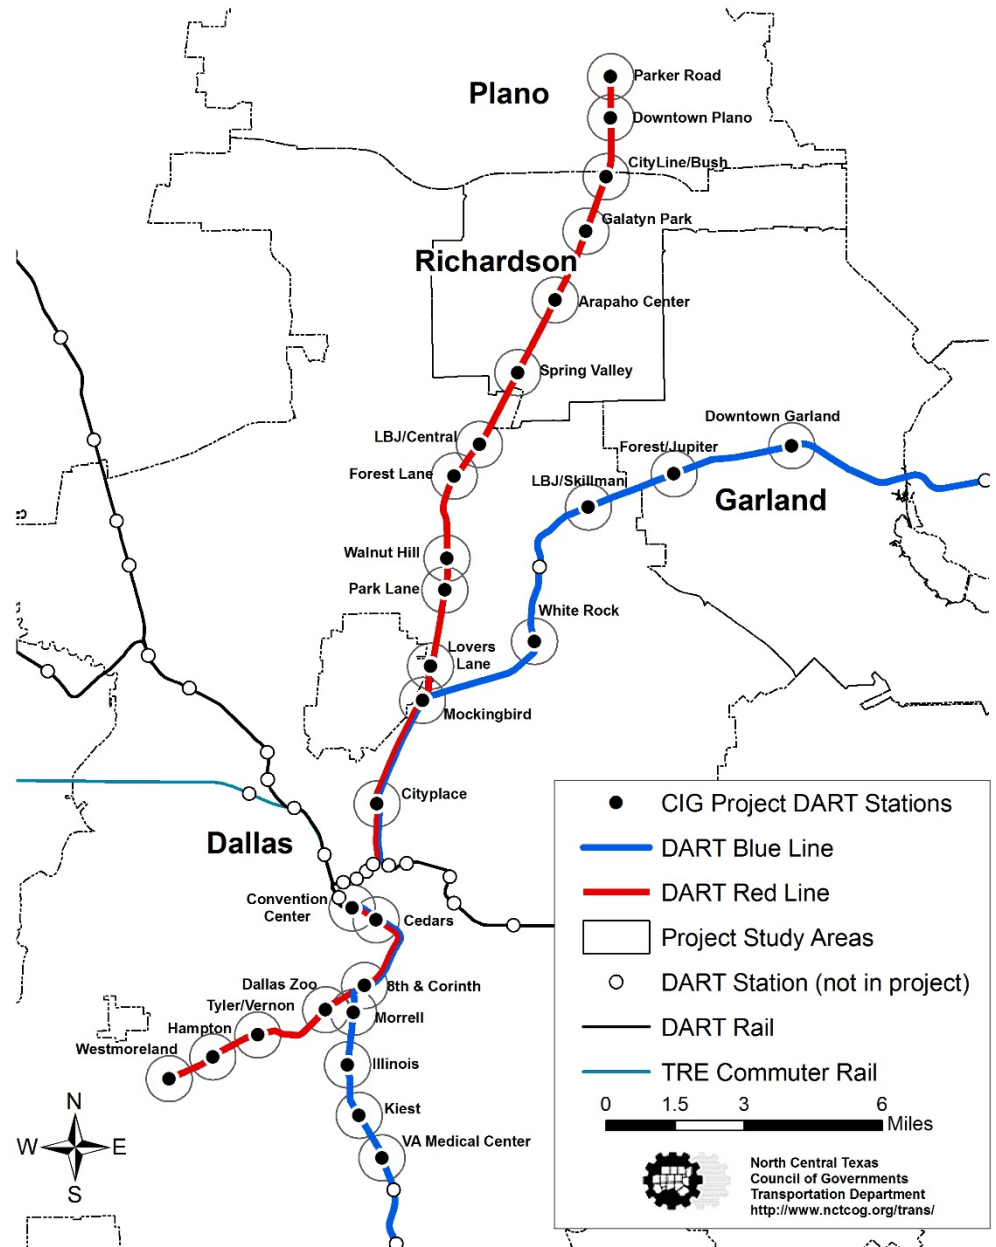 Parker Road
Plano
Downtown Plano
CityLine/Bush
Galatyn Park
Richardson
Arapaho Center
Spring Valley
Downtown Garland
LBJ/Central
Forest/Jupiter
Forest Lane
LBJ/Skillman
Garland
Walnut Hill
Park Lane
White Rock
Lovers
Lane
Mockingbird
Cityplace
Dallas
Convention
Center
Cedars
Dallas Zoo
8th & Corinth
Tyler/Vernon
Morrell
Hampton
Westmoreland
Illinois
Kiest
VA Medical Center
N
W E
S
CIG Project DART Stations
DART Blue Line
DART Red Line
Project Study Areas
DART Station (not in project)
DART Rail
TRE Commuter Rail
0 1.5 3 6
Miles
North Central Texas
Council of Governments
Transportation Department
http://www.nctcog.org/trans/